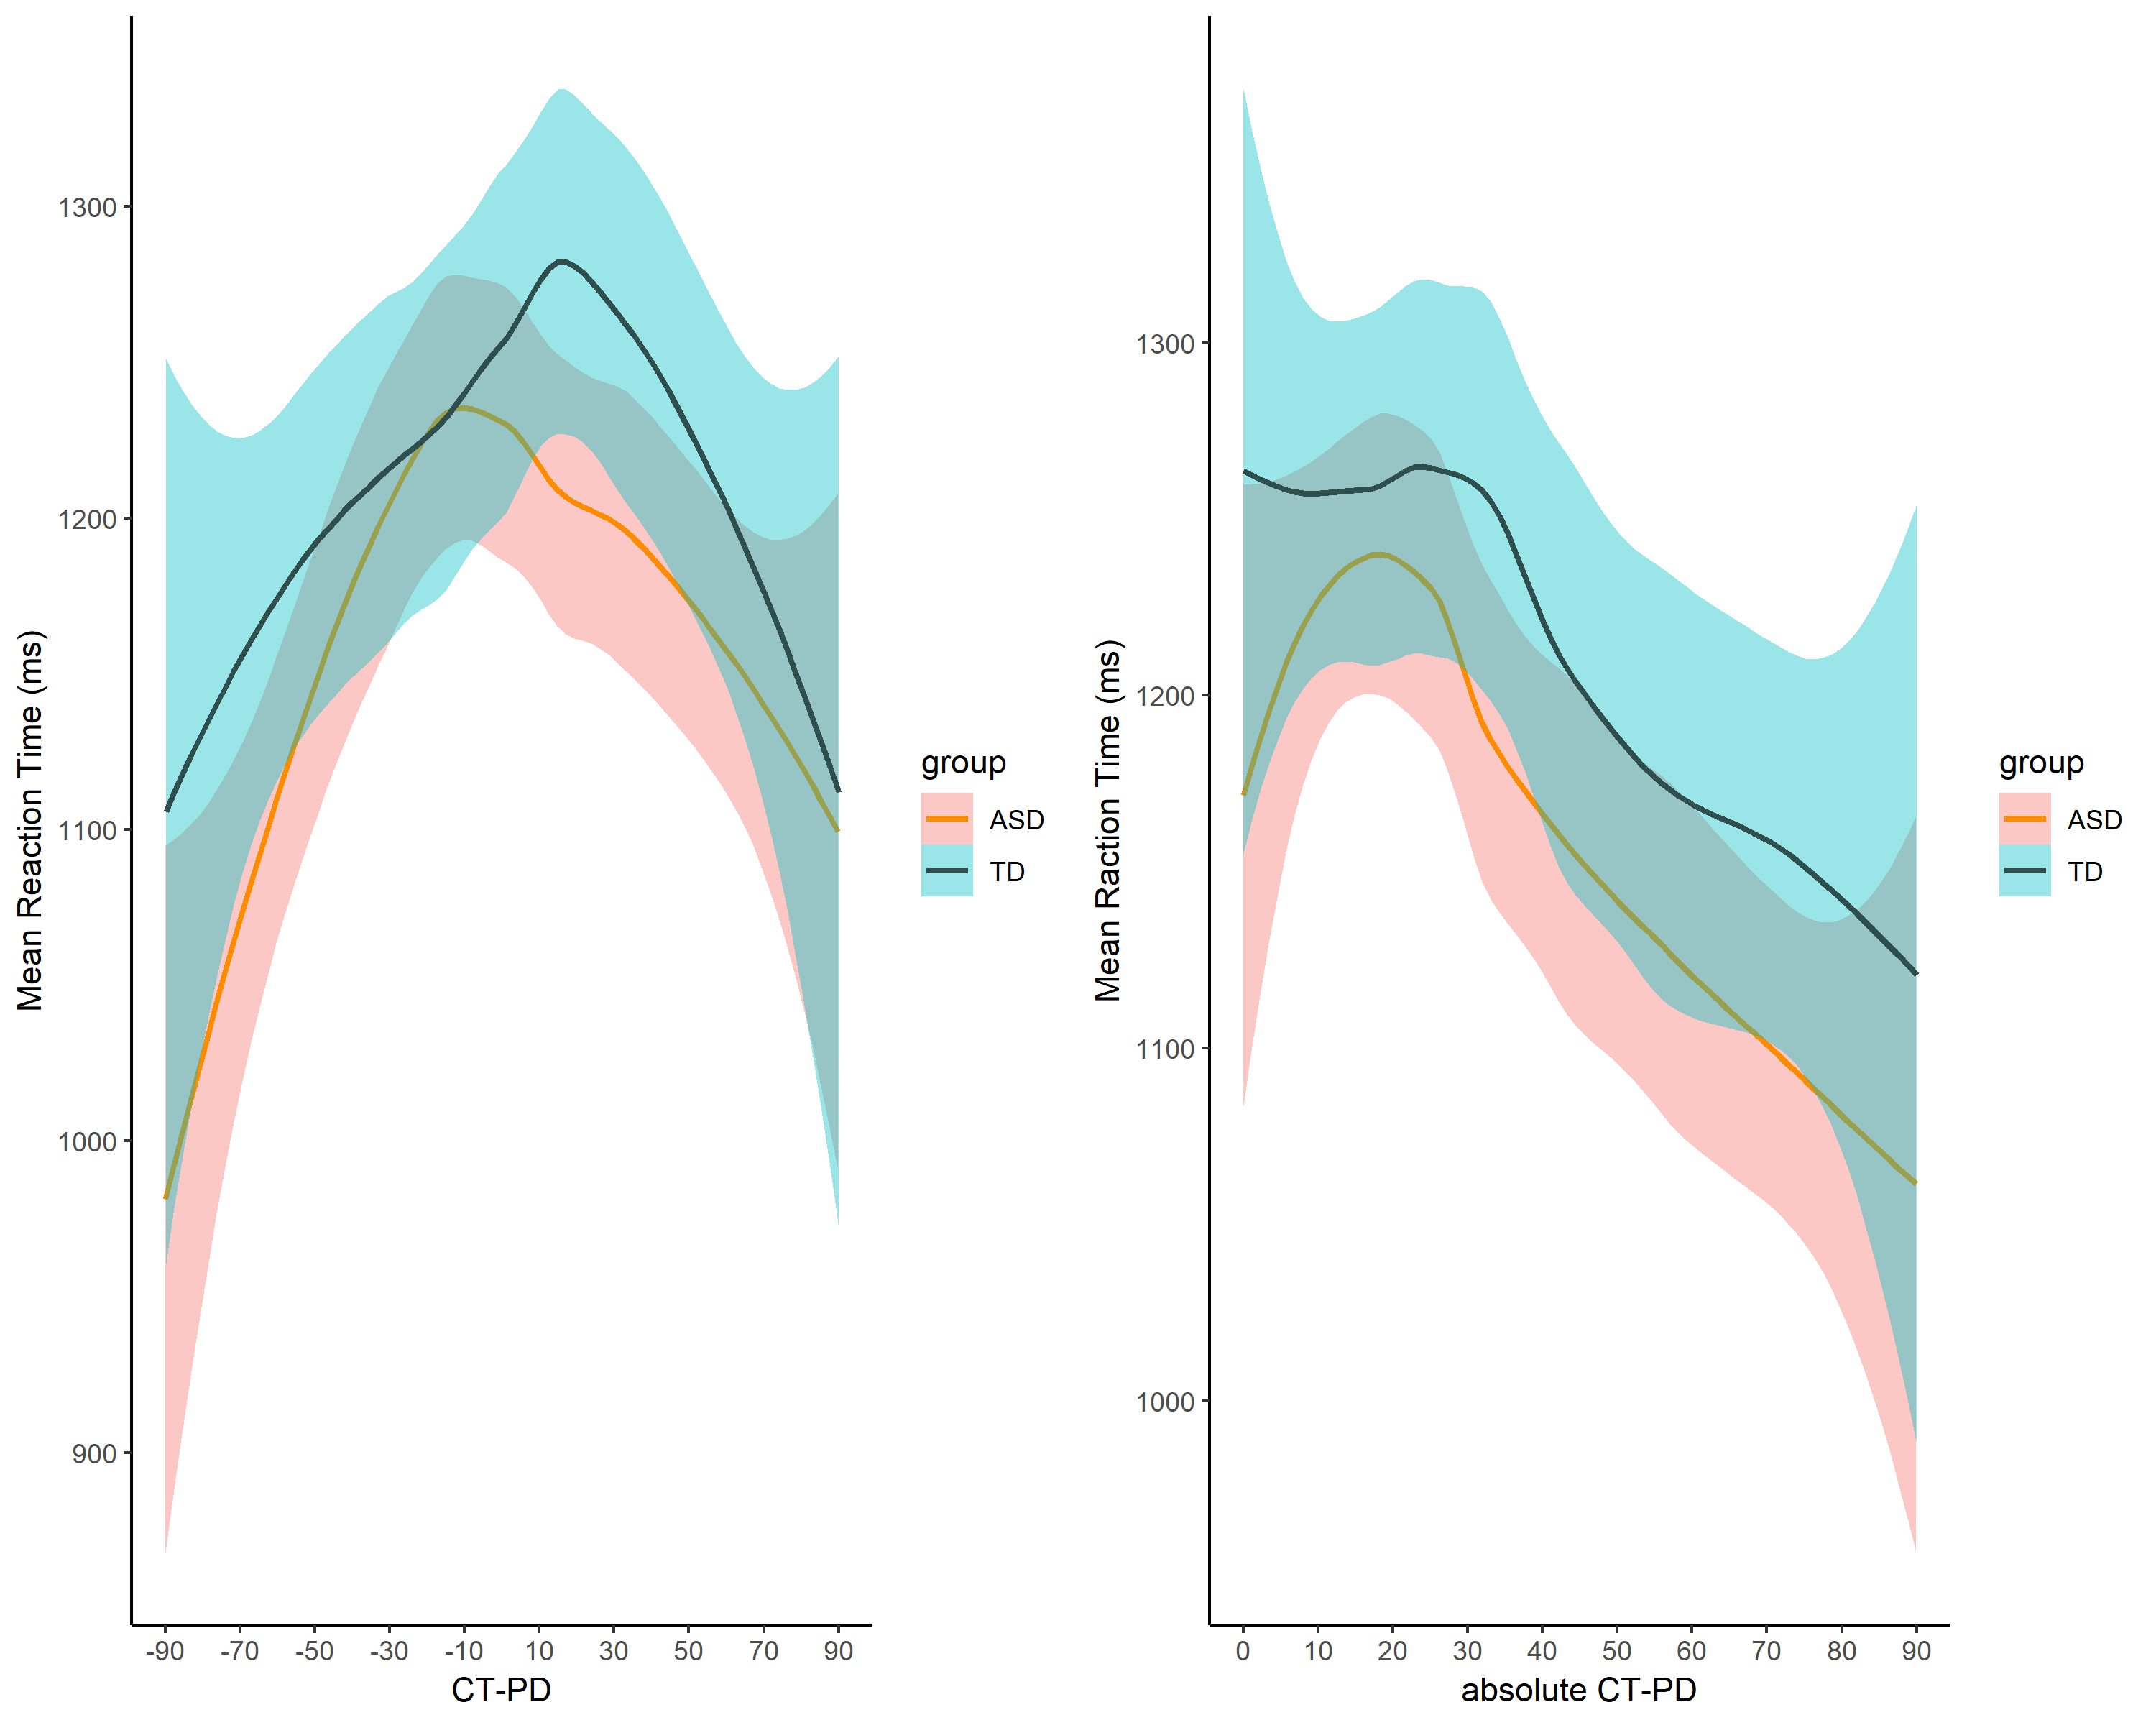 Mean Reaction Time (ms)
1300
1200
1100
1000
900
-90 -70 -50 -30 -10 10 30 50 70 90
CT-PD
group
ASD
TD
Mean Raction Time (ms)
1300
1200
1100
1000
0 10 20 30 40 50 60 70 80 90
absolute CT-PD
group
ASD
TD